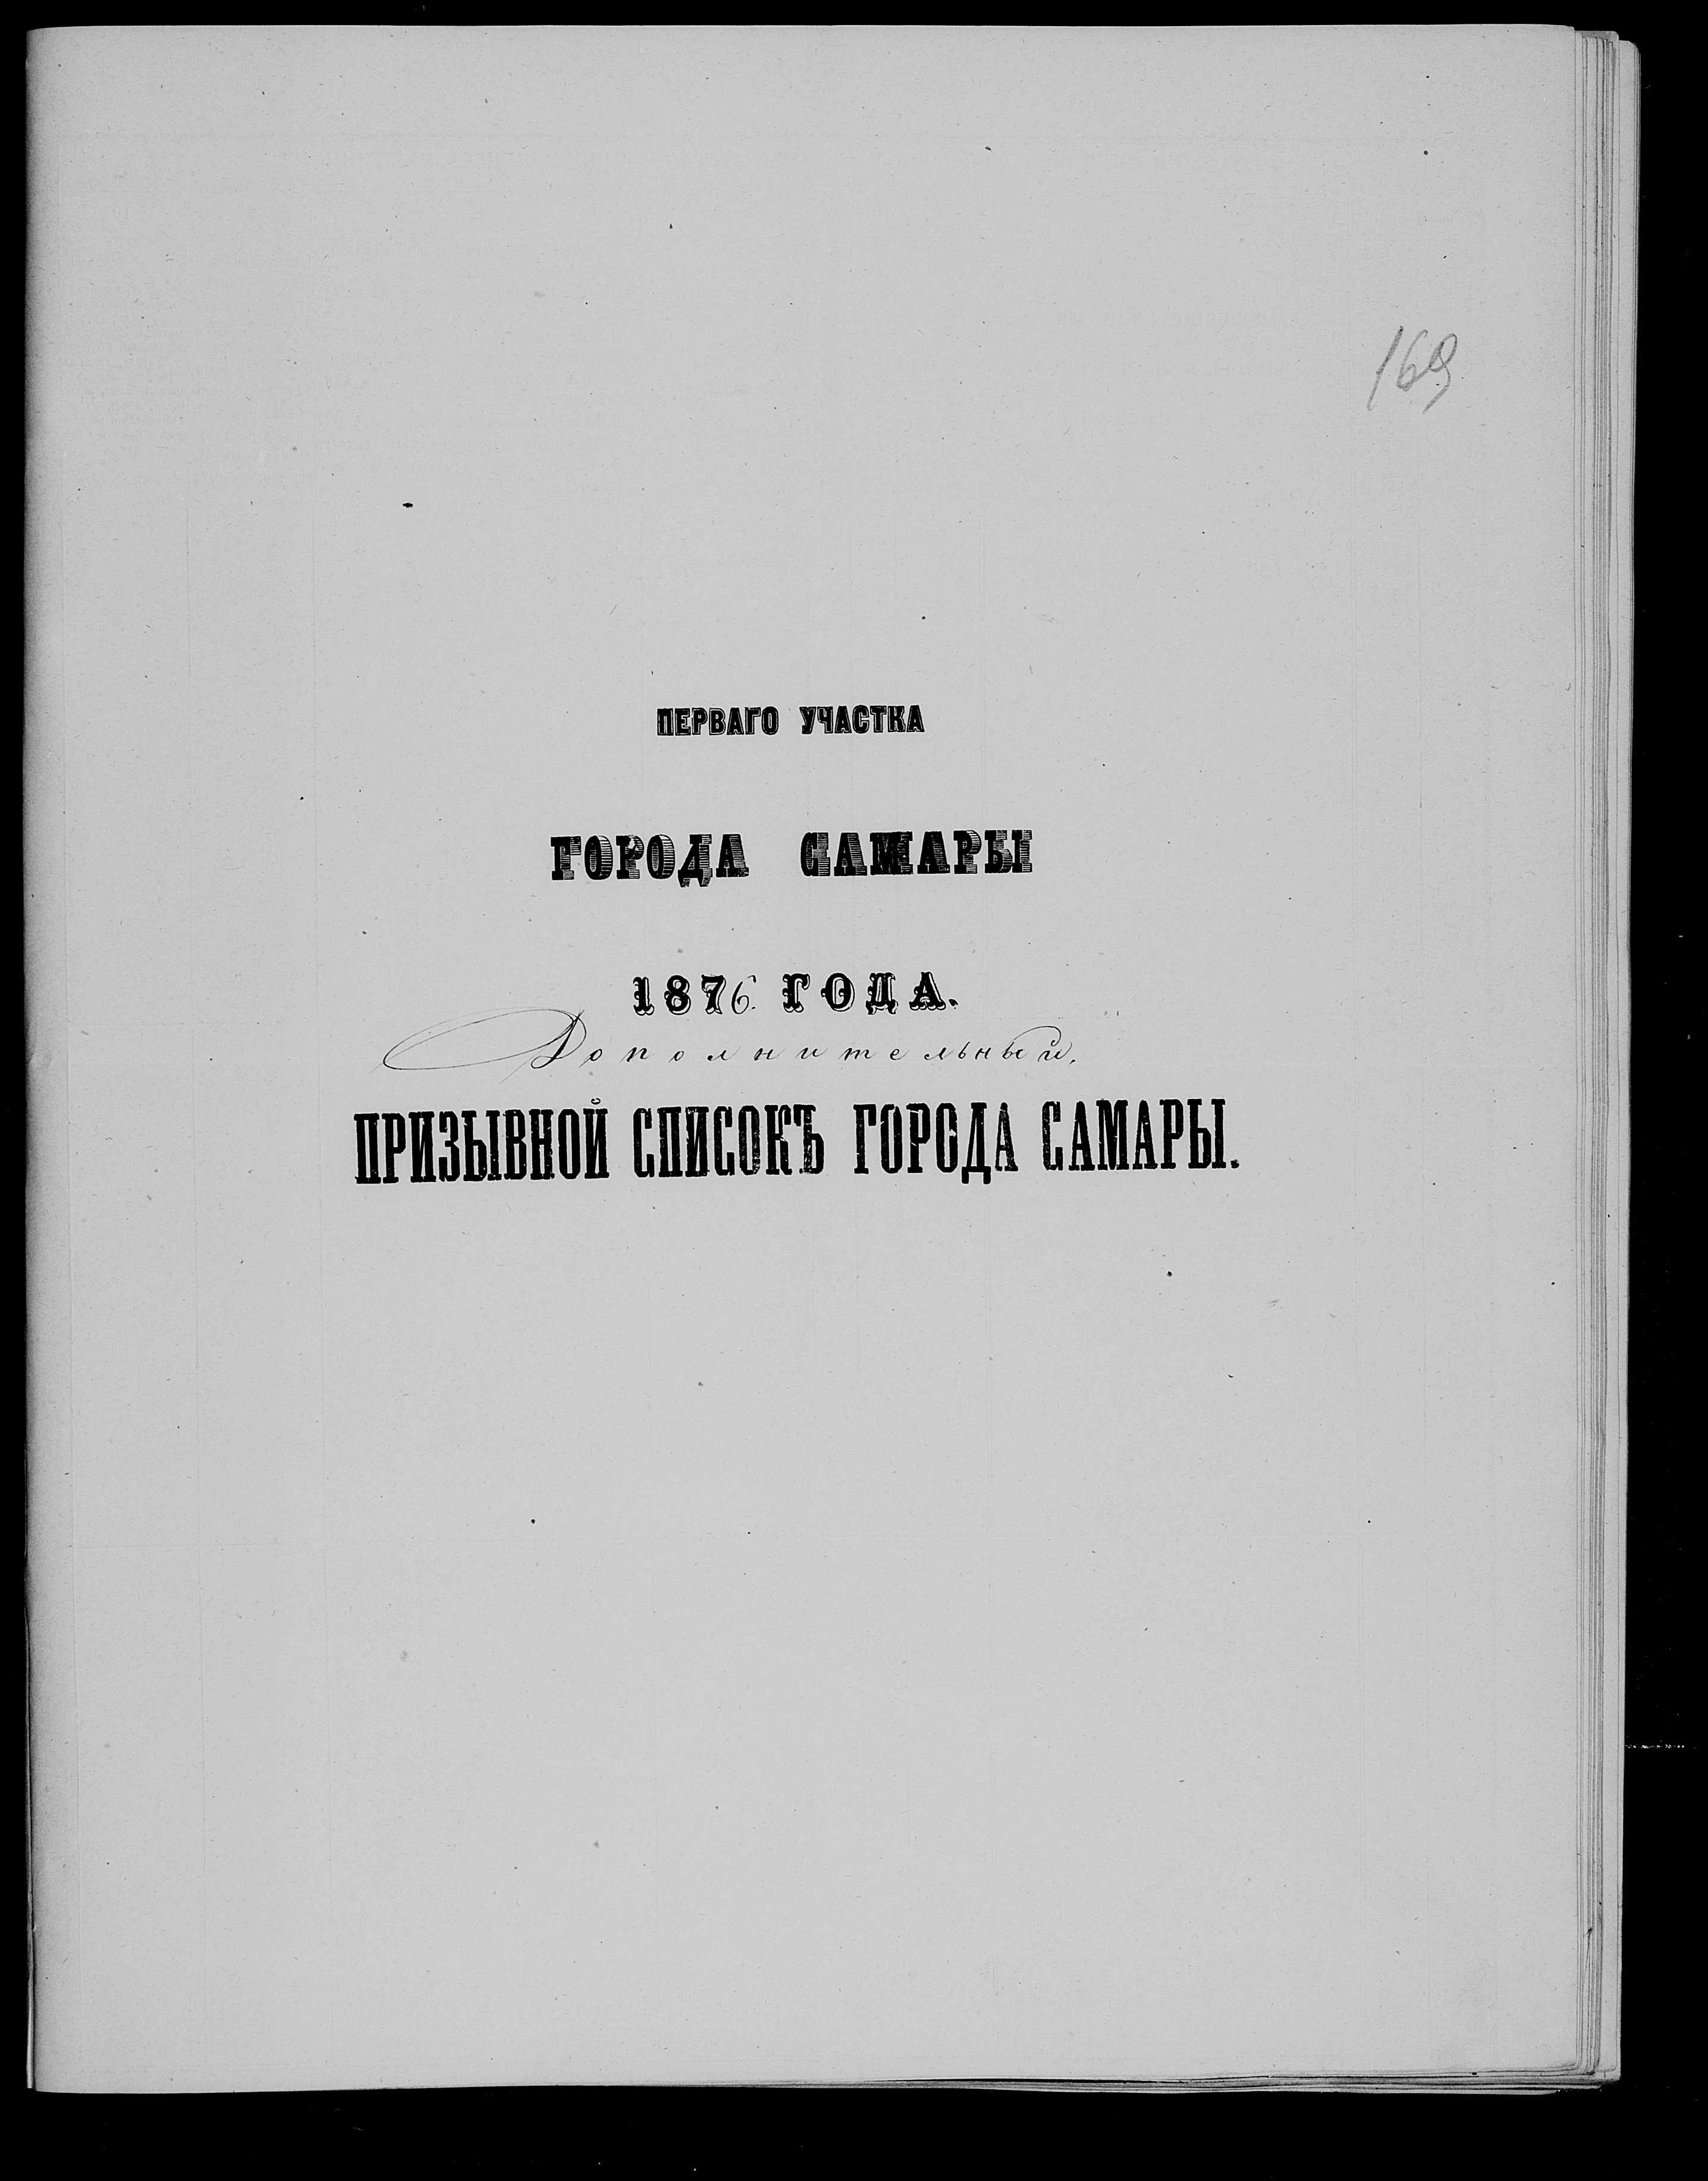 169
ПЕРВАГО УЧАСТКА
ГОРОДА САМАРЫ
1876 ГОДА.
Дополнительный.
ПРИЗЫВНОЙ СПИСОКЪ ГОРОДА САМАРЫ.